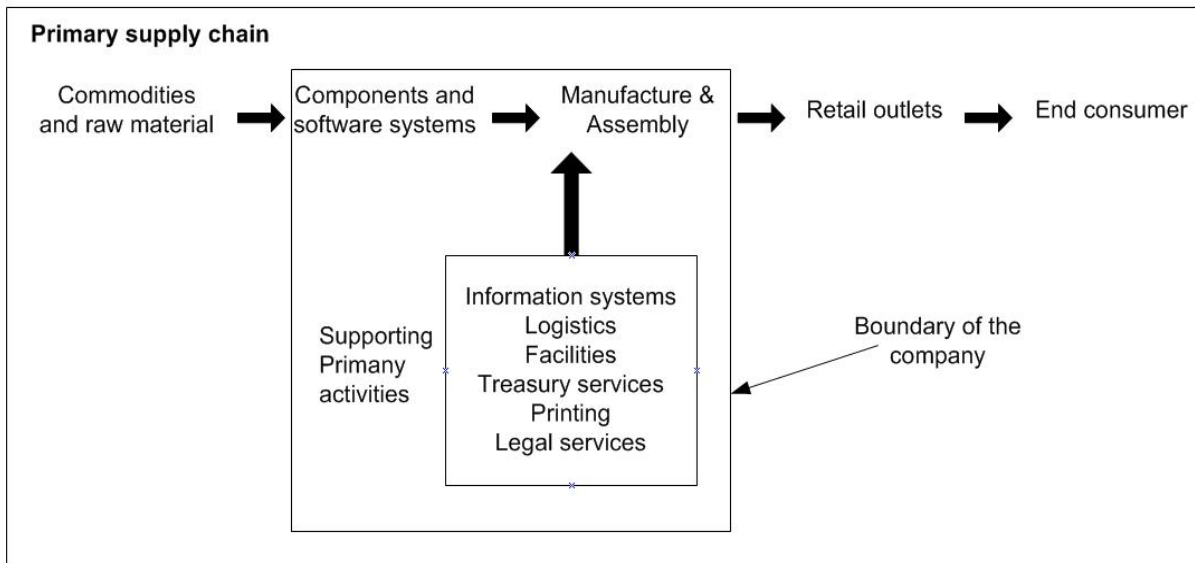 Primary supply chain
Commodities
and raw material
Components and
software systems
Manufacture &
Assembly
Retail outlets
End consumer
Information systems
Logistics
Facilities
Treasury services
Printing
Legal services
Supporting
Primany
activities
Boundary of the
company